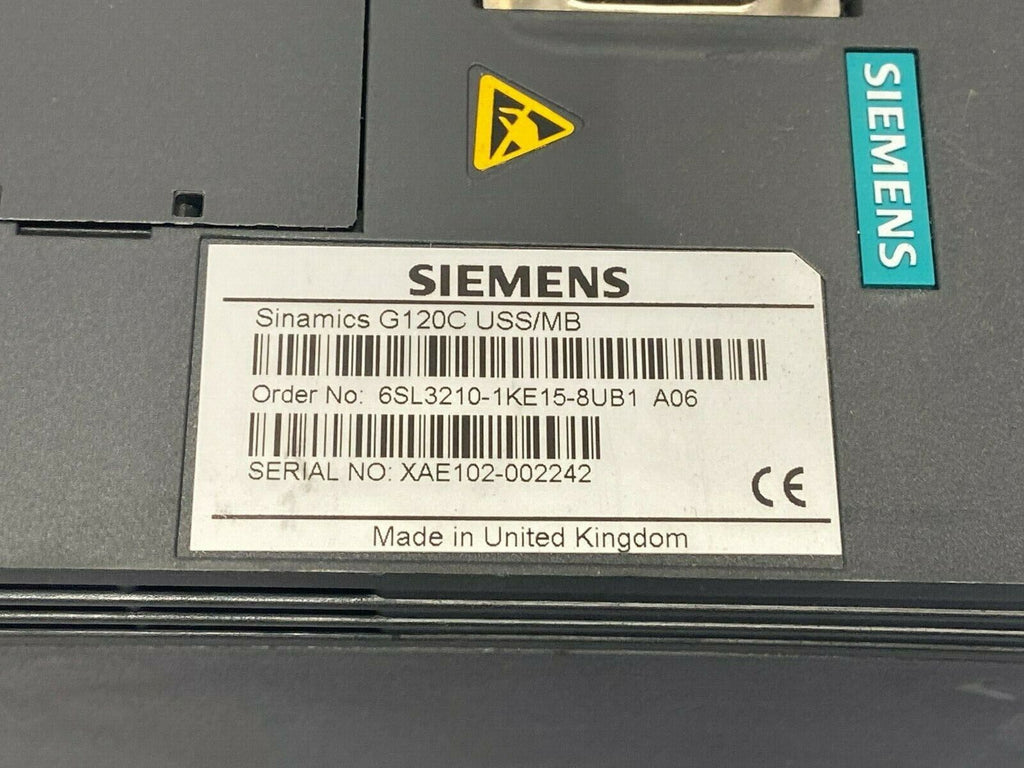 SIEMENS
SIEMENS
Sinamics G120C USS/MB
Order No: 6SL3210-1KE15-8UB1 A06
SERIAL NO: XAE102-002242
CE
Made in United Kingdom